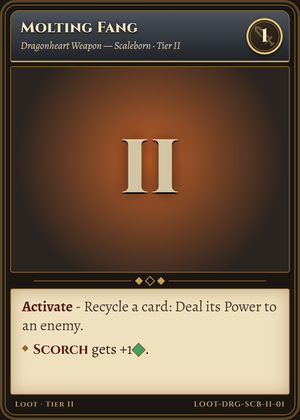 Molting Fang
Dragonheart Weapon — Scaleborn · Tier II
1
II
Activate - Recycle a card: Deal its Power to
an enemy.
Scorch gets +1.
Loot · Tier II
LOOT-DRG-SCB-II-01